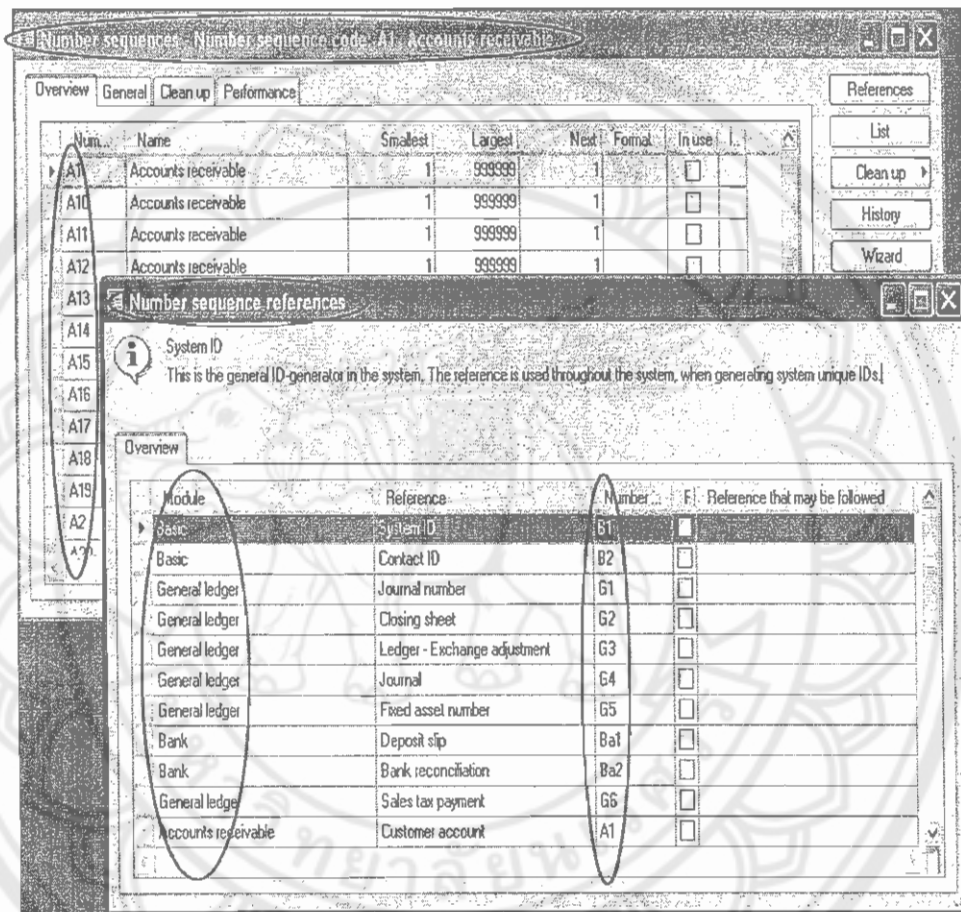 Number sequences - Number sequence code: A1, Accounts receivable
Overview General Clean up Performance
References
List
Clean up
History
Wizard
Num... Name Smallest Largest Next Format In use I..
A1 Accounts receivable 1 999999 1
A10 Accounts receivable 1 999999 1
A11 Accounts receivable 1 999999 1
A12 Accounts receivable 1 999999 1
A13
A14
A15
A16
A17
A18
A19
A2
Number sequence references
System ID
This is the general ID-generator in the system. The reference is used throughout the system, when generating system unique IDs.
Overview
Module Reference Number... F Reference that may be followed
Basic System ID B1
Basic Contact ID B2
General ledger Journal number G1
General ledger Closing sheet G2
General ledger Ledger - Exchange adjustment G3
General ledger Journal G4
General ledger Fixed asset number G5
Bank Deposit slip Ba1
Bank Bank reconciliation Ba2
General ledge Sales tax payment G6
Accounts receivable Customer account A1